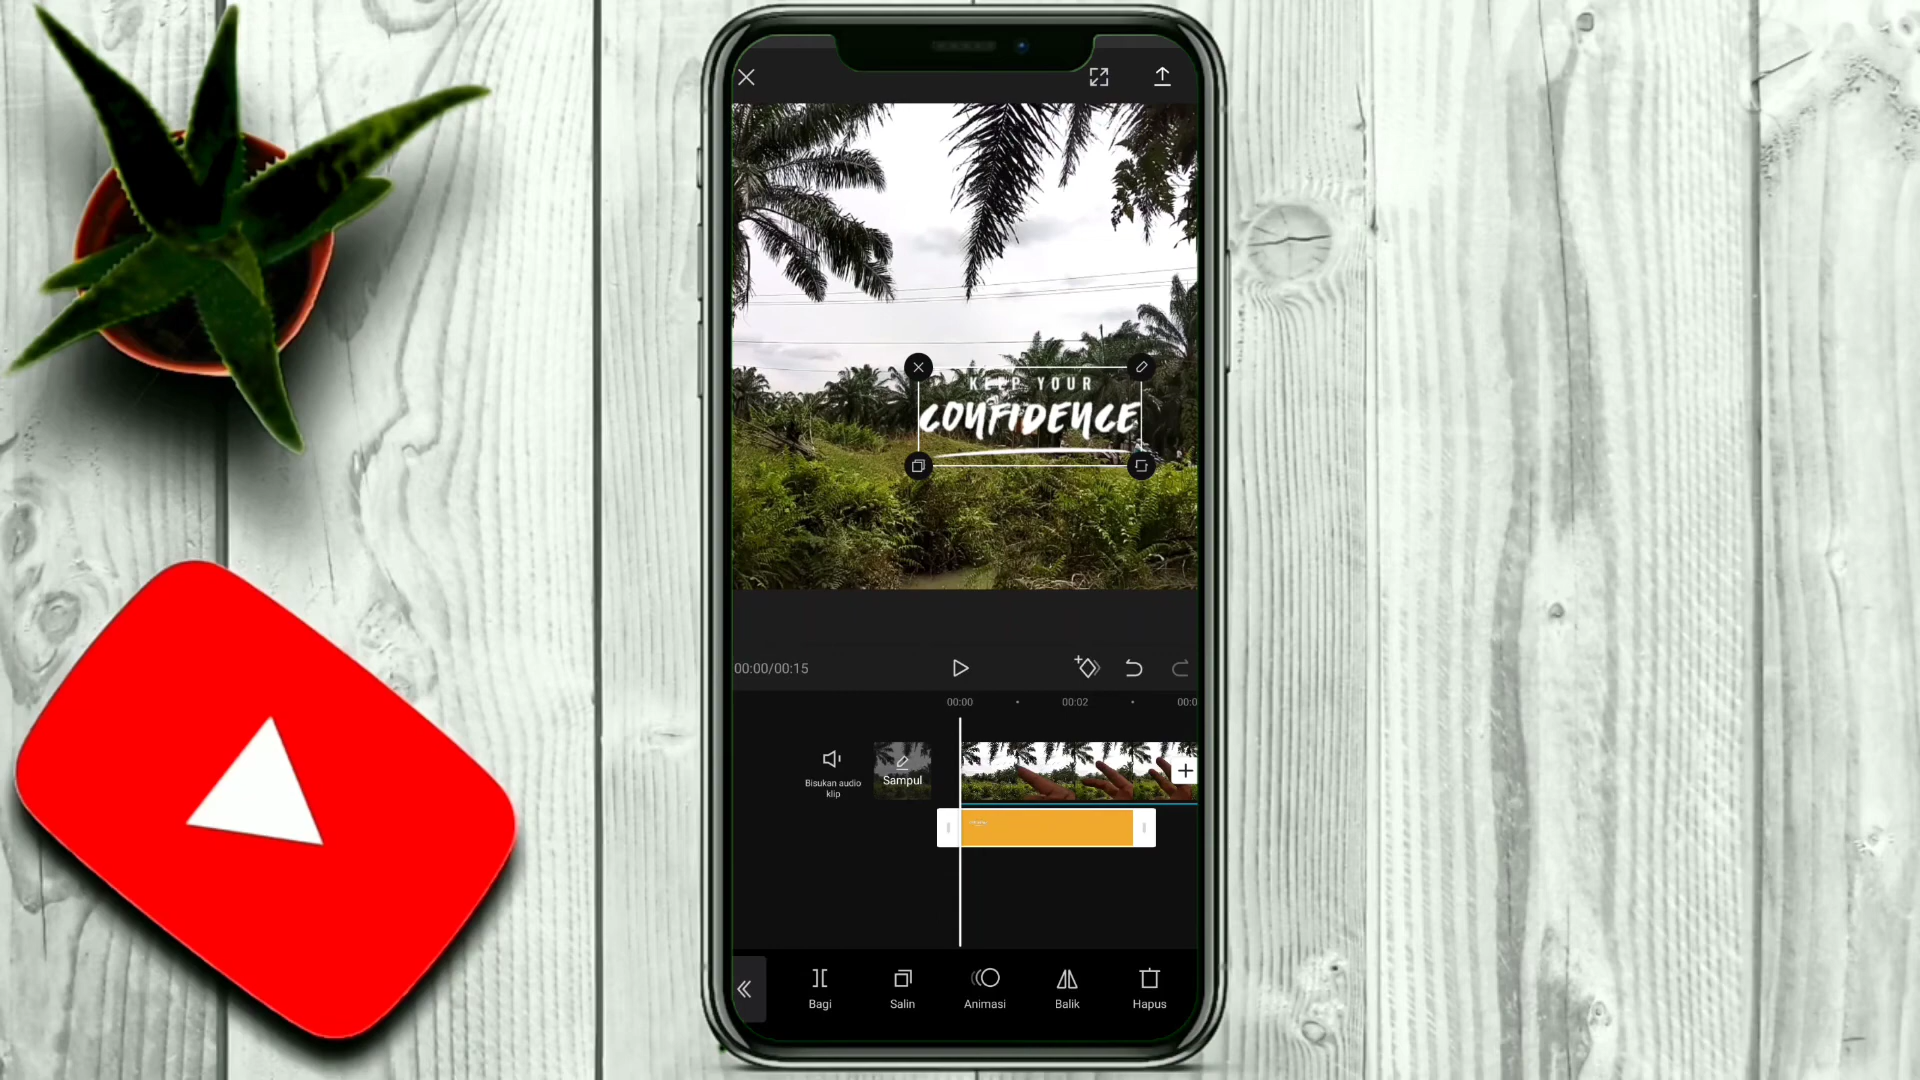 KEEP YOUR
CONFIDENCE
00:00/00:15
00:00
00:02
Bisukan audio
klip
Sampul
Bagi
Salin
Animasi
Balik
Hapus